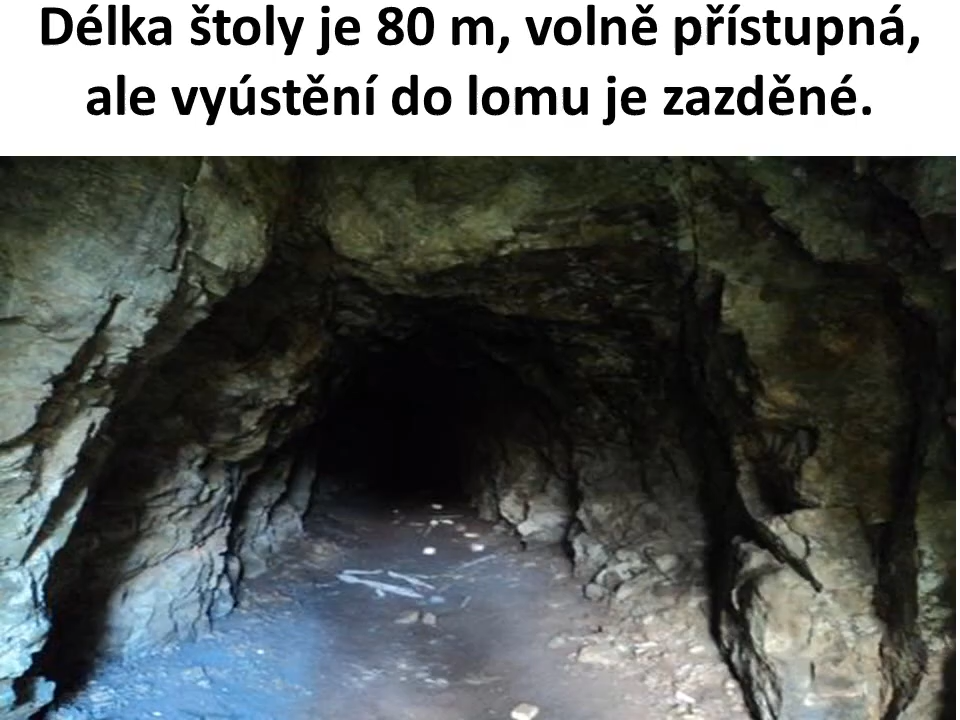 Délka štoly je 80 m, volně přístupná,
ale vyústění do lomu je zazděné.